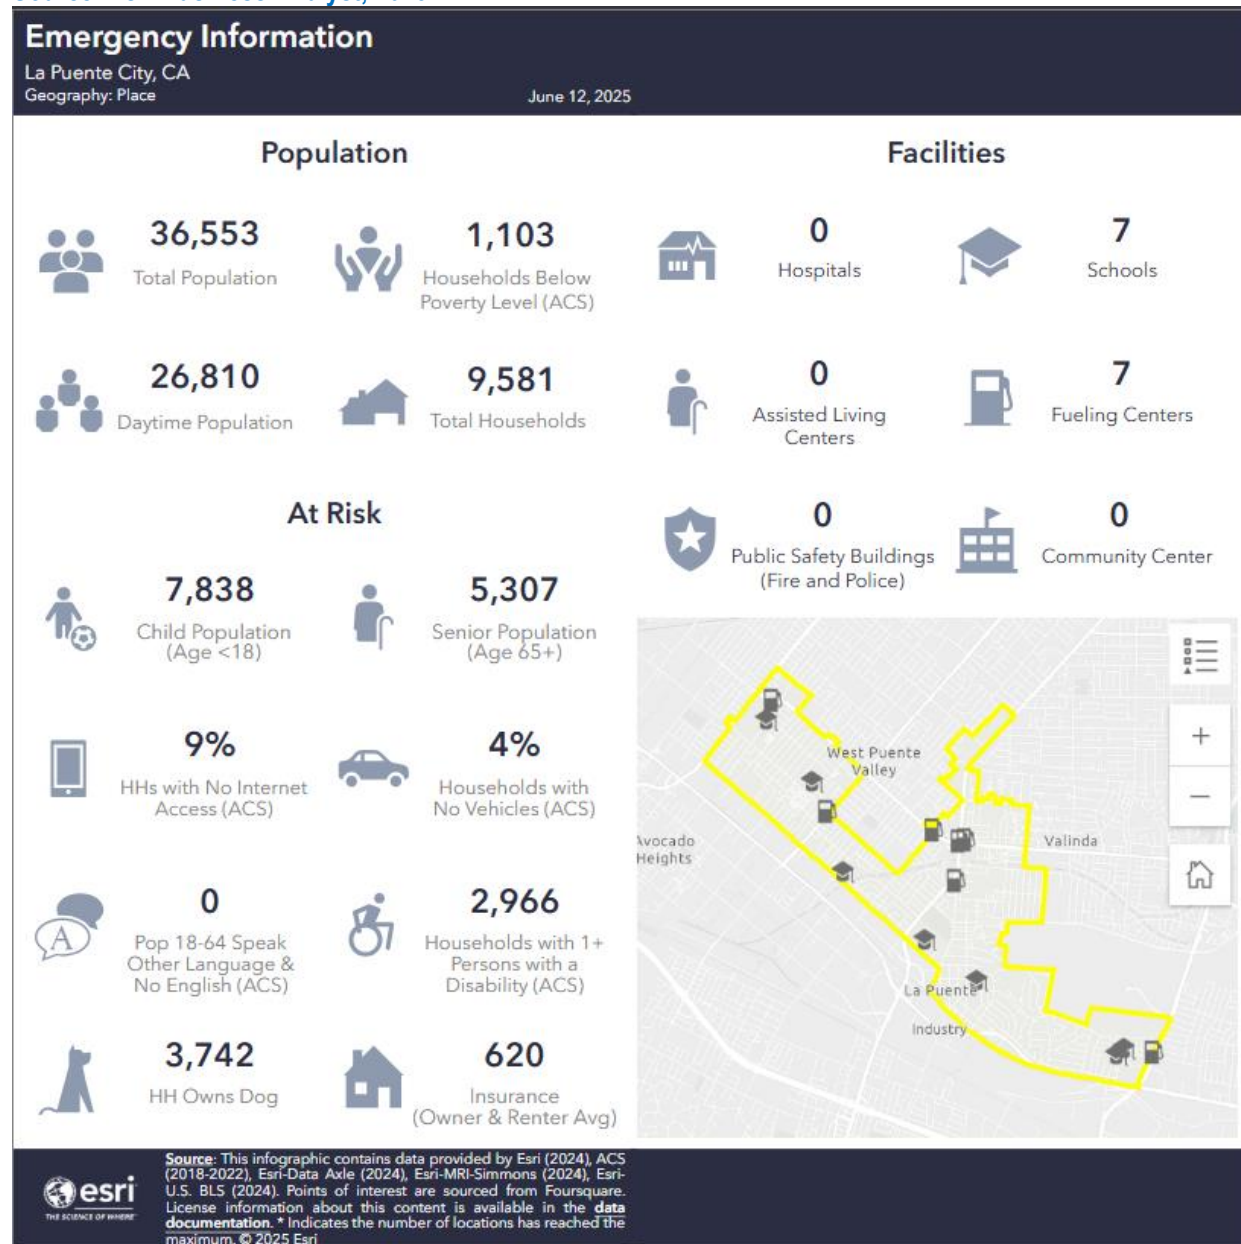 Emergency Information
La Puente City, CA
Geography: Place
June 12, 2025
Population
36,553
Total Population
1,103
Households Below
Poverty Level (ACS)
26,810
Daytime Population
9,581
Total Households
At Risk
7,838
Child Population
(Age <18)
5,307
Senior Population
(Age 65+)
9%
HHs with No Internet
Access (ACS)
4%
Households with
No Vehicles (ACS)
A
0
Pop 18-64 Speak
Other Language &
No English (ACS)
2,966
Households with 1+
Persons with a
Disability (ACS)
3,742
HH Owns Dog
620
Insurance
(Owner & Renter Avg)
Facilities
0
Hospitals
7
Schools
0
Assisted Living
Centers
7
Fueling Centers
0
Public Safety Buildings
(Fire and Police)
0
Community Center
West Puente
Valley
Avocado
Heights
Valinda
La Puente
Industry
+
−
esri
THE SCIENCE OF WHERE
Source: This infographic contains data provided by Esri (2024), ACS
(2018-2022), Esri-Data Axle (2024), Esri-MRI-Simmons (2024), Esri-
U.S. BLS (2024). Points of interest are sourced from Foursquare.
License information about this content is available in the data
documentation. * Indicates the number of locations has reached the
maximum. © 2025 Esri